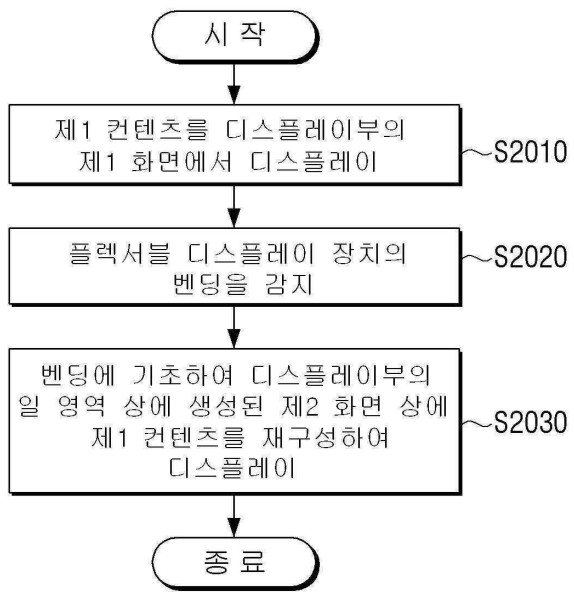 시 작
제1 컨텐츠를 디스플레이부의
제1 화면에서 디스플레이
S2010
플렉서블 디스플레이 장치의
벤딩을 감지
S2020
벤딩에 기초하여 디스플레이부의
일 영역 상에 생성된 제2 화면 상에
제1 컨텐츠를 재구성하여
디스플레이
S2030
종 료